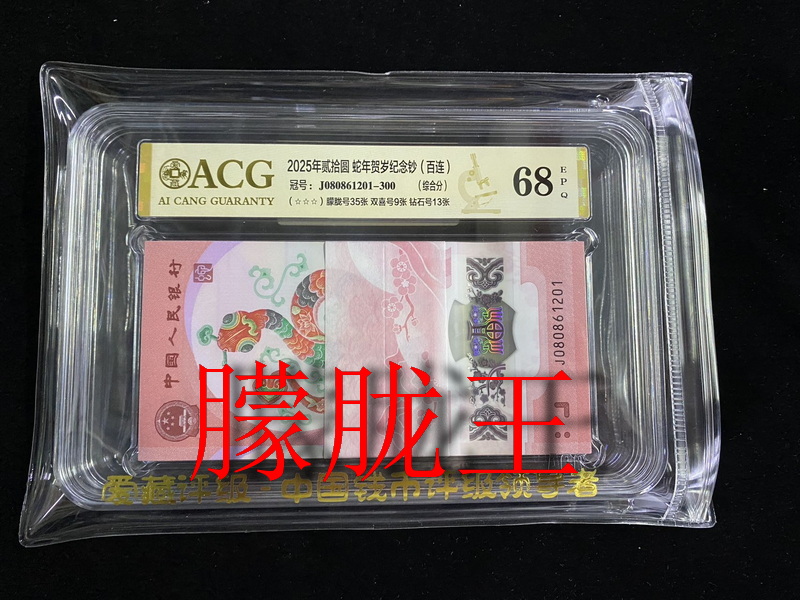 ACG
AI CANG GUARANTY
2025年贰拾圆 蛇年贺岁纪念钞（百连）
冠号：J080861201-300 （综合分）
（☆☆☆）朦胧号35张 双喜号9张 钻石号13张
68
EPQ
中国人民银行
J080861201
朦胧王
爱藏评级·中国钱币评级领导者